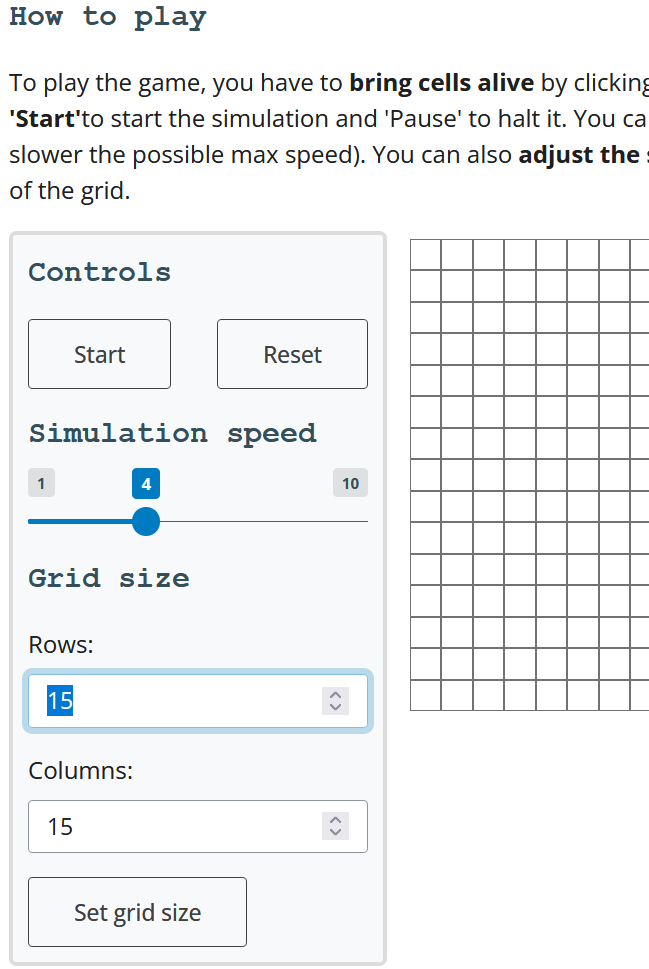 How to play
To play the game, you have to bring cells alive by clicking
'Start'to start the simulation and 'Pause' to halt it. You ca
slower the possible max speed). You can also adjust the
of the grid.
Controls
Start
Reset
Simulation speed
1
4
10
Grid size
Rows:
15
Columns:
15
Set grid size